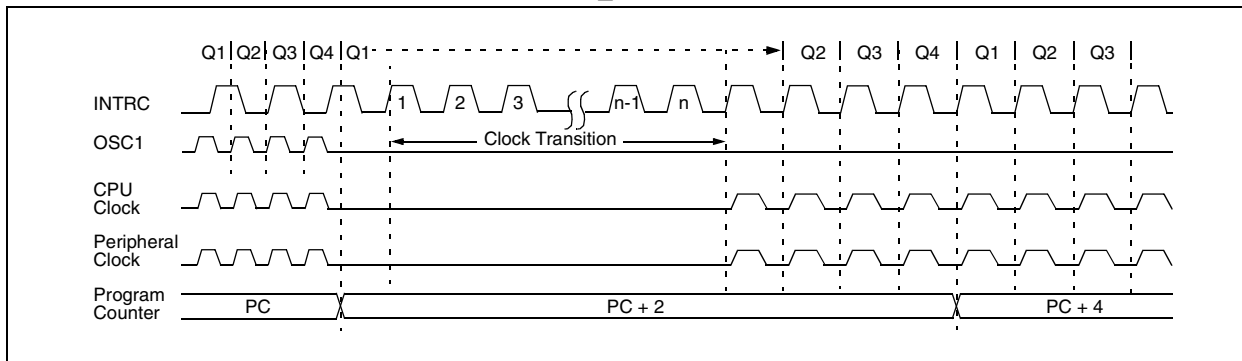 Q1 Q2 Q3 Q4 Q1 Q2 Q3 Q4 Q1 Q2 Q3
INTRC 1 2 3 n-1 n
OSC1 Clock Transition
CPU
Clock
Peripheral
Clock
Program
Counter PC PC + 2 PC + 4